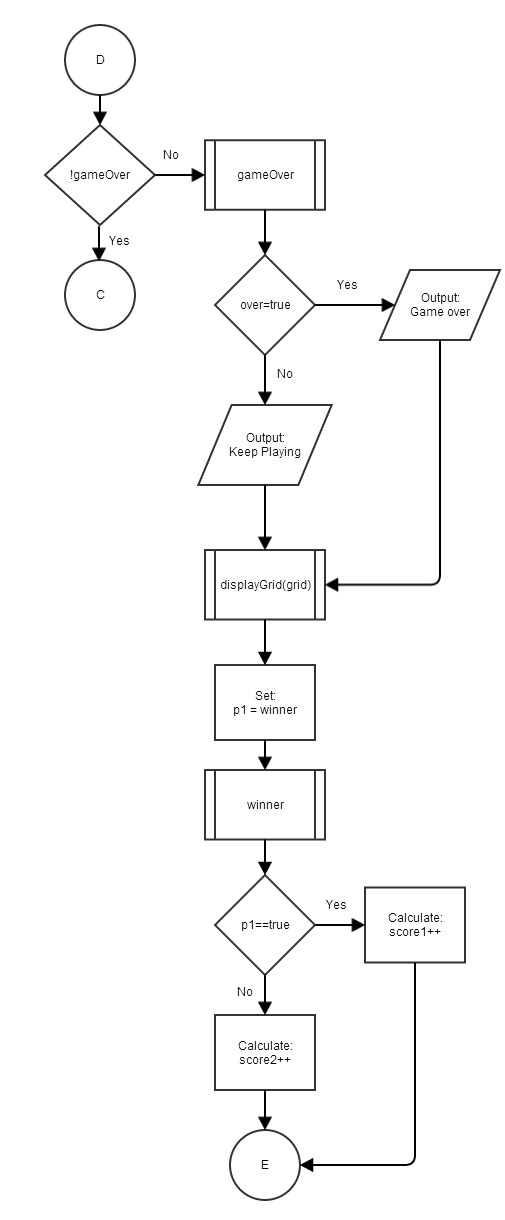 D
!gameOver
No
gameOver
Yes
C
over=true
Yes
Output:
Game over
No
Output:
Keep Playing
displayGrid(grid)
Set:
p1 = winner
winner
p1==true
Yes
Calculate:
score1++
No
Calculate:
score2++
E